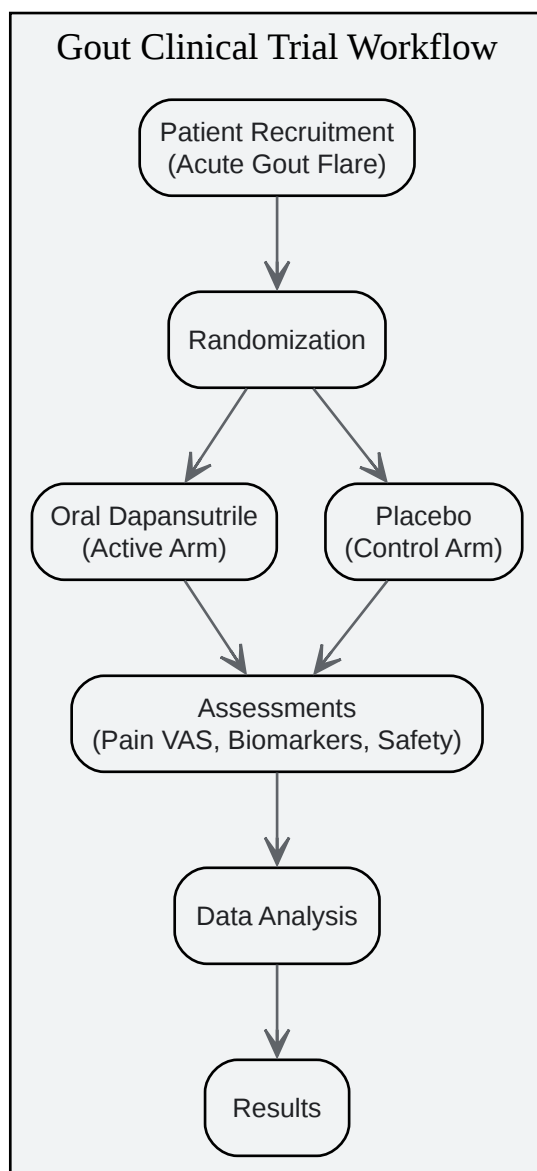 Gout Clinical Trial Workflow
Patient Recruitment
(Acute Gout Flare)
Randomization
Oral Dapansutrile
(Active Arm)
Placebo
(Control Arm)
Assessments
(Pain VAS, Biomarkers, Safety)
Data Analysis
Results